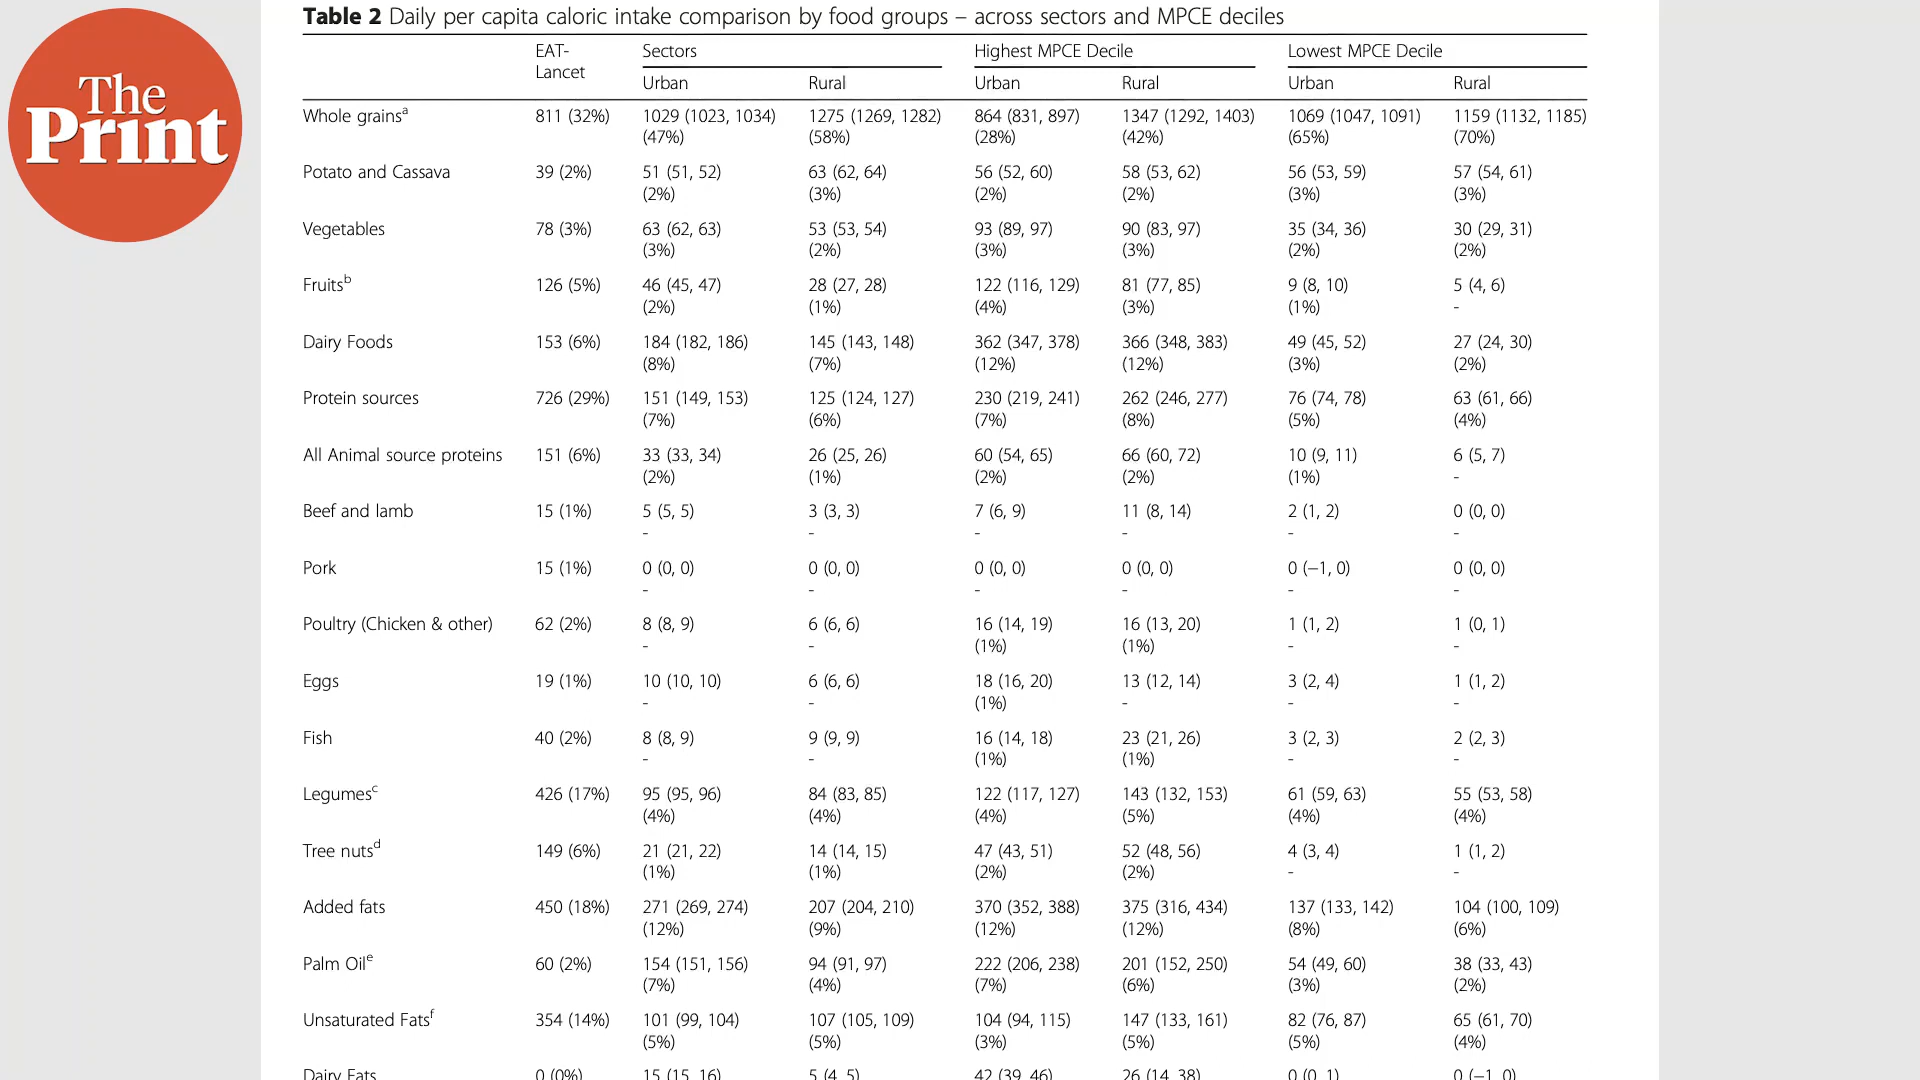 The
Print
Table 2 Daily per capita caloric intake comparison by food groups – across sectors and MPCE deciles
EAT-
Lancet
Sectors
Highest MPCE Decile
Lowest MPCE Decile
Urban Rural Urban Rural Urban Rural
Whole grainsa 811 (32%) 1029 (1023, 1034) 1275 (1269, 1282) 864 (831, 897) 1347 (1292, 1403) 1069 (1047, 1091) 1159 (1132, 1185)
(47%) (58%) (28%) (42%) (65%) (70%)
Potato and Cassava 39 (2%) 51 (51, 52) 63 (62, 64) 56 (52, 60) 58 (53, 62) 56 (53, 59) 57 (54, 61)
(2%) (3%) (2%) (2%) (3%) (3%)
Vegetables 78 (3%) 63 (62, 63) 53 (53, 54) 93 (89, 97) 90 (83, 97) 35 (34, 36) 30 (29, 31)
(3%) (2%) (3%) (3%) (2%) (2%)
Fruitsb 126 (5%) 46 (45, 47) 28 (27, 28) 122 (116, 129) 81 (77, 85) 9 (8, 10) 5 (4, 6)
(2%) (1%) (4%) (3%) (1%) -
Dairy Foods 153 (6%) 184 (182, 186) 145 (143, 148) 362 (347, 378) 366 (348, 383) 49 (45, 52) 27 (24, 30)
(8%) (7%) (12%) (12%) (3%) (2%)
Protein sources 726 (29%) 151 (149, 153) 125 (124, 127) 230 (219, 241) 262 (246, 277) 76 (74, 78) 63 (61, 66)
(7%) (6%) (7%) (8%) (5%) (4%)
All Animal source proteins 151 (6%) 33 (33, 34) 26 (25, 26) 60 (54, 65) 66 (60, 72) 10 (9, 11) 6 (5, 7)
(2%) (1%) (2%) (2%) (1%) -
Beef and lamb 15 (1%) 5 (5, 5) 3 (3, 3) 7 (6, 9) 11 (8, 14) 2 (1, 2) 0 (0, 0)
- - - - - -
Pork 15 (1%) 0 (0, 0) 0 (0, 0) 0 (0, 0) 0 (0, 0) 0 (−1, 0) 0 (0, 0)
- - - - - -
Poultry (Chicken & other) 62 (2%) 8 (8, 9) 6 (6, 6) 16 (14, 19) 16 (13, 20) 1 (1, 2) 1 (0, 1)
- - (1%) (1%) - -
Eggs 19 (1%) 10 (10, 10) 6 (6, 6) 18 (16, 20) 13 (12, 14) 3 (2, 4) 1 (1, 2)
- - (1%) - - -
Fish 40 (2%) 8 (8, 9) 9 (9, 9) 16 (14, 18) 23 (21, 26) 3 (2, 3) 2 (2, 3)
- - (1%) (1%) - -
Legumesc 426 (17%) 95 (95, 96) 84 (83, 85) 122 (117, 127) 143 (132, 153) 61 (59, 63) 55 (53, 58)
(4%) (4%) (4%) (5%) (4%) (4%)
Tree nutsd 149 (6%) 21 (21, 22) 14 (14, 15) 47 (43, 51) 52 (48, 56) 4 (3, 4) 1 (1, 2)
(1%) (1%) (2%) (2%) - -
Added fats 450 (18%) 271 (269, 274) 207 (204, 210) 370 (352, 388) 375 (316, 434) 137 (133, 142) 104 (100, 109)
(12%) (9%) (12%) (12%) (8%) (6%)
Palm Oile 60 (2%) 154 (151, 156) 94 (91, 97) 222 (206, 238) 201 (152, 250) 54 (49, 60) 38 (33, 43)
(7%) (4%) (7%) (6%) (3%) (2%)
Unsaturated Fatsf 354 (14%) 101 (99, 104) 107 (105, 109) 104 (94, 115) 147 (133, 161) 82 (76, 87) 65 (61, 70)
(5%) (5%) (3%) (5%) (5%) (4%)
Dairy Fats 0 (0%) 15 (15, 16) 5 (4, 5) 42 (39, 46) 26 (14, 38) 0 (0, 1) 0 (−1, 0)